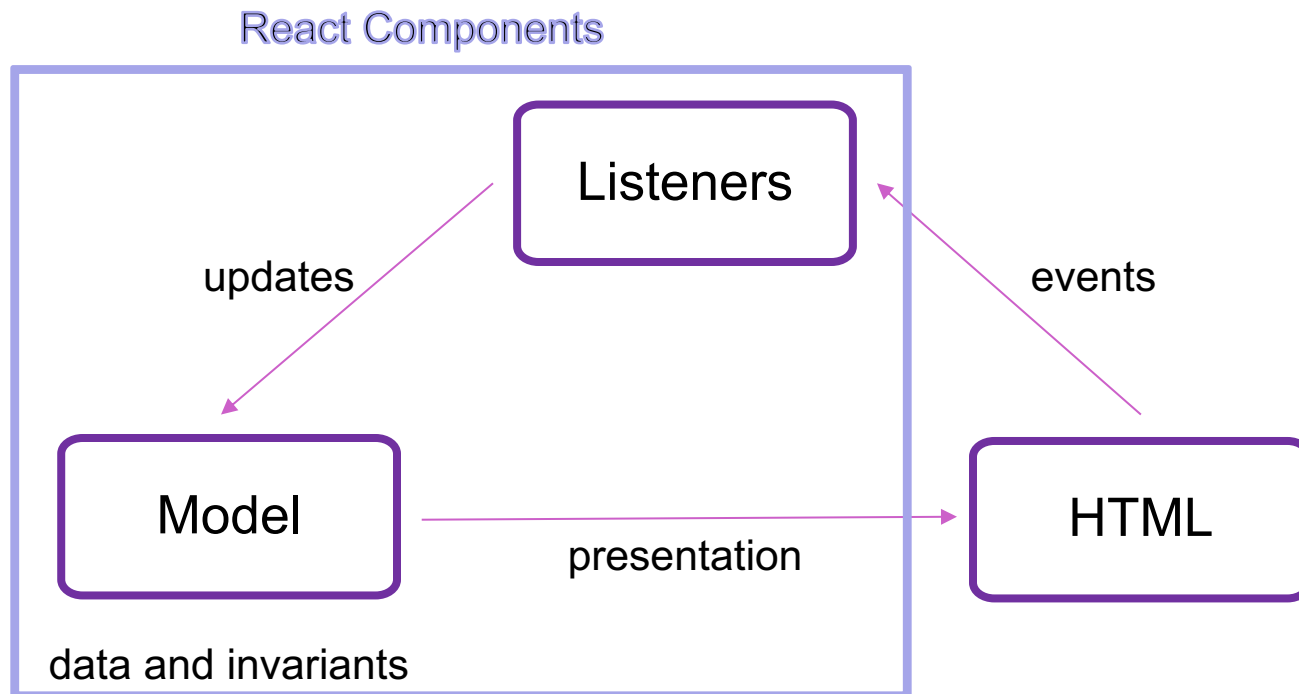 React Components
Listeners
updates
events
Model
HTML
presentation
data and invariants